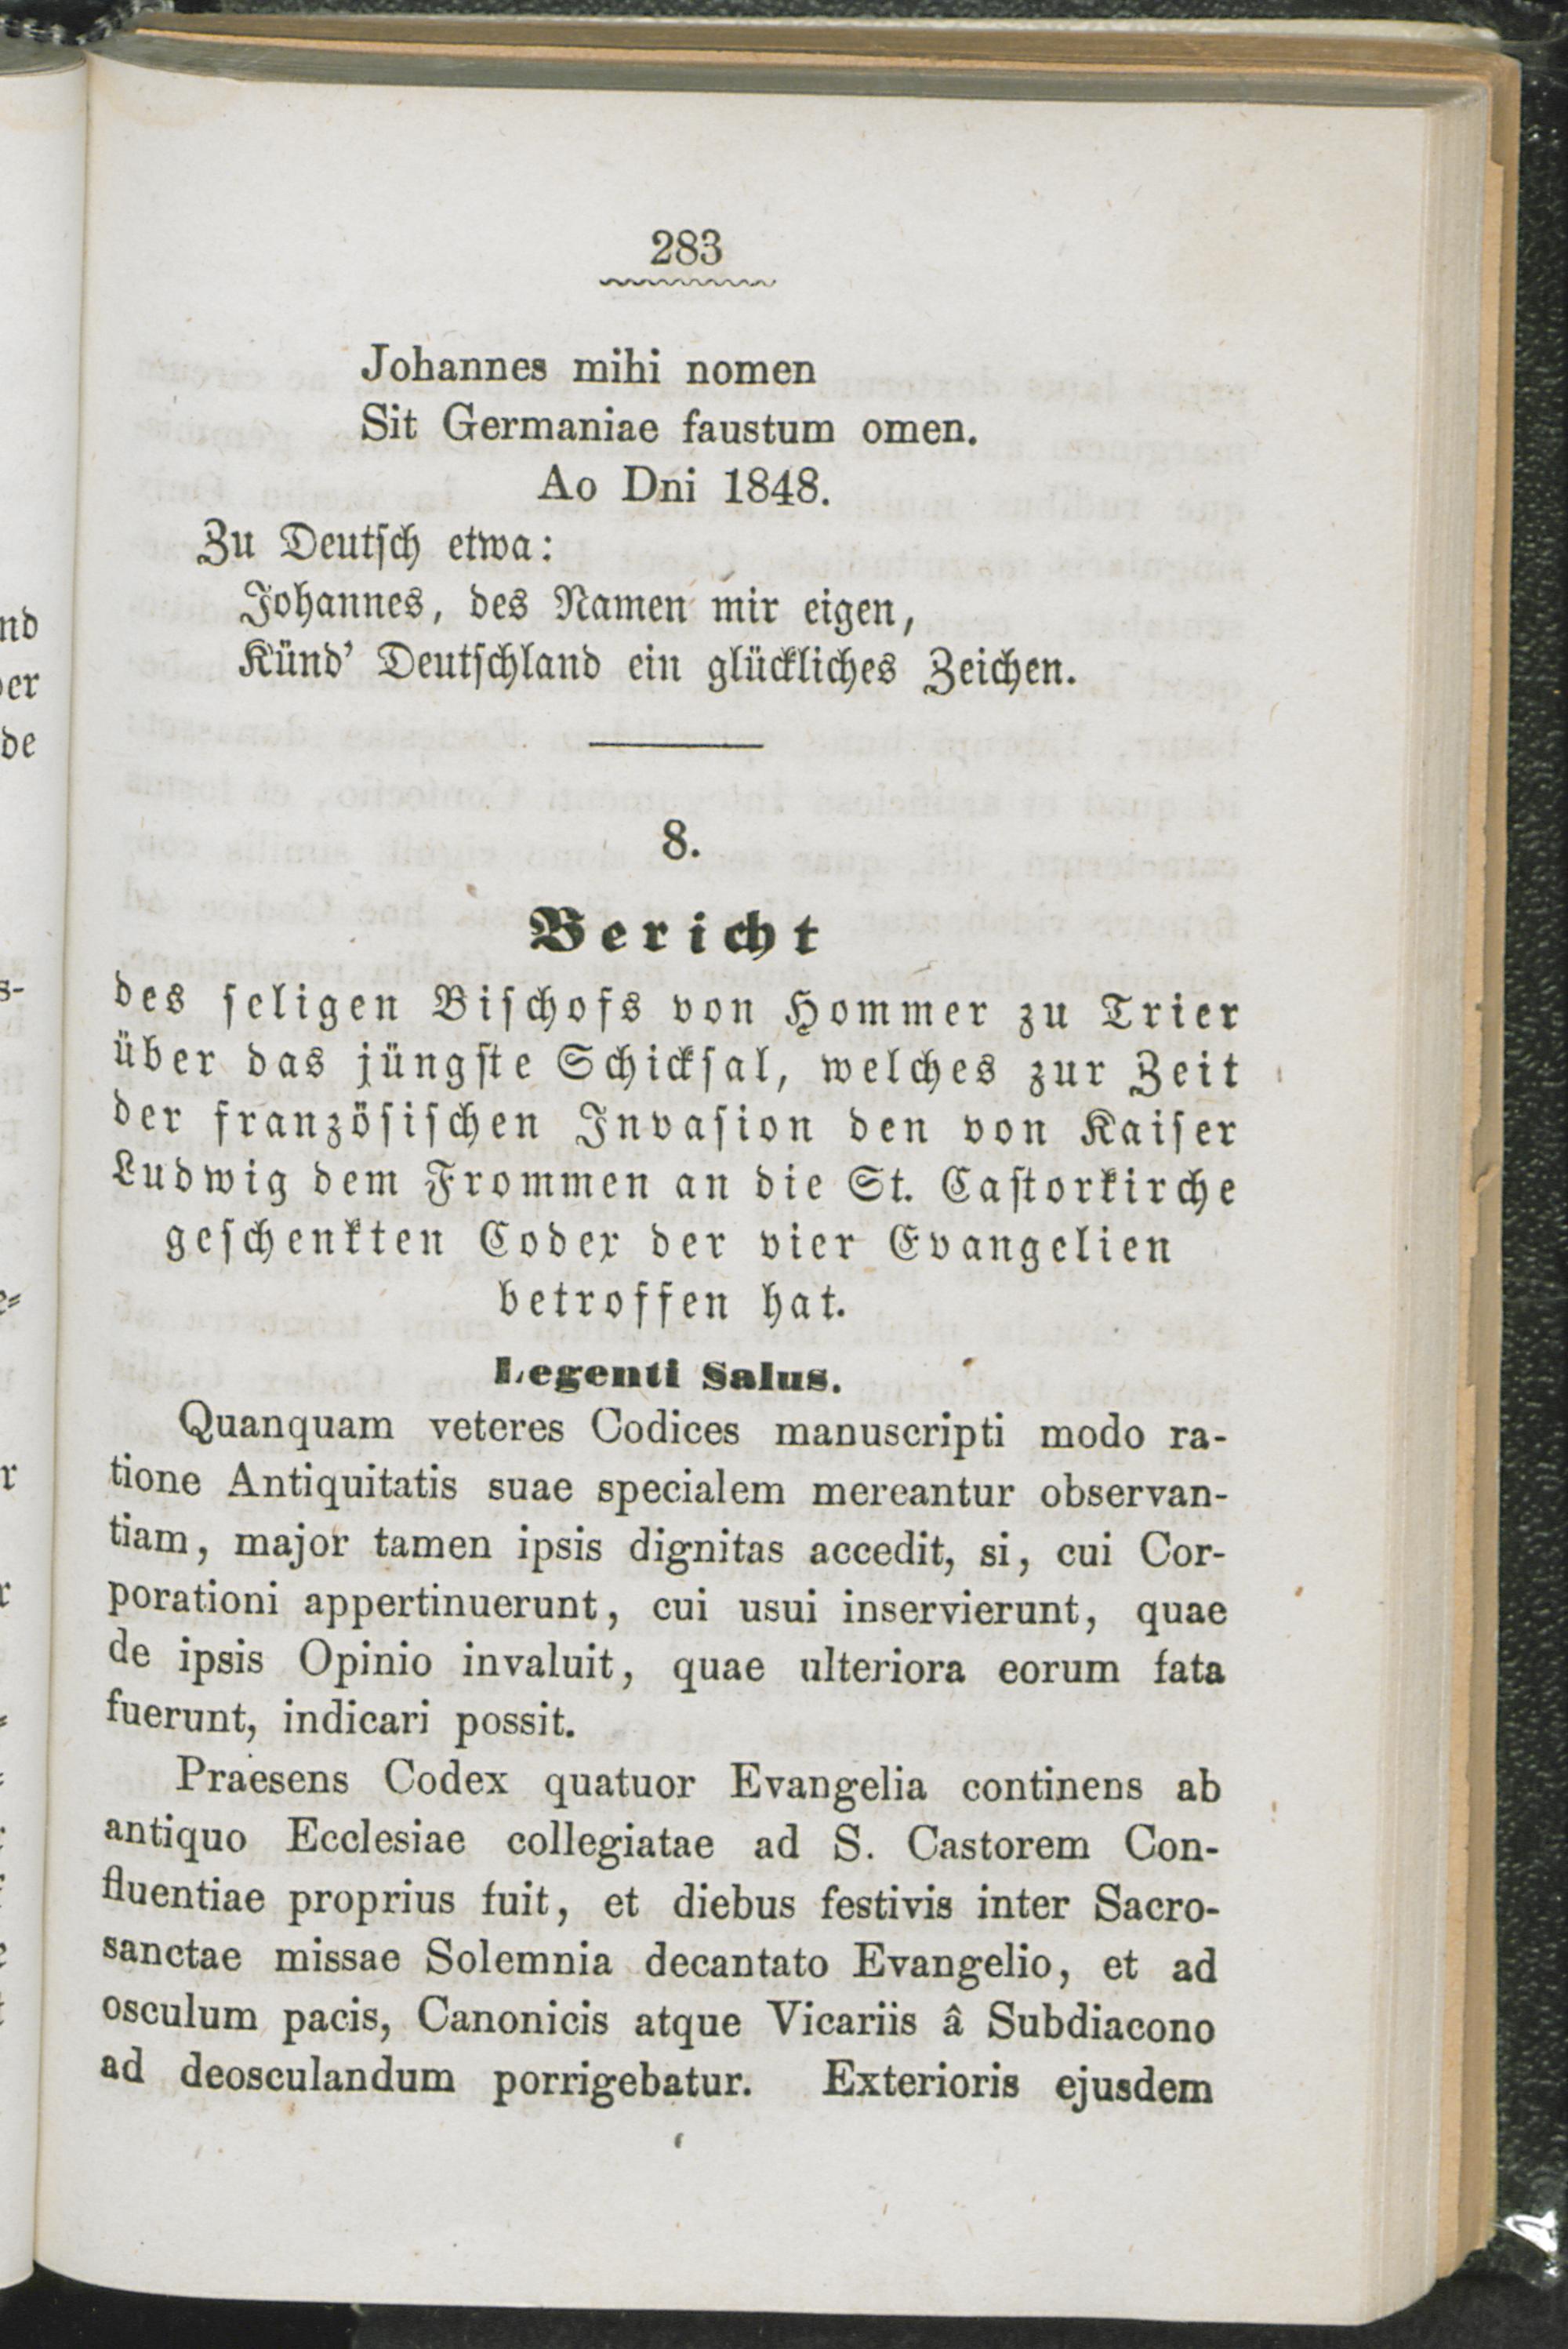 283
Johannes mihi nomen
Sit Germaniae faustum omen.
Ao Dni 1848.
Zu Deutſch etwa:
Johannes, des Namen mir eigen,
Künd’ Deutſchland ein glückliches Zeichen.
8.
Bericht
des ſeligen Biſchofs von Hommer zu Trier
über das jüngſte Schickſal, welches zur Zeit
der franzöſiſchen Invaſion den von Kaiſer
Ludwig dem Frommen an die St. Caſtorkirche
geſchenkten Codex der vier Evangelien
betroffen hat.
Legenti Salus.
Quanquam veteres Codices manuscripti modo ra-
tione Antiquitatis suae specialem mereantur observan-
tiam, major tamen ipsis dignitas accedit, si, cui Cor-
porationi appertinuerunt, cui usui inservierunt, quae
de ipsis Opinio invaluit, quae ulteriora eorum fata
fuerunt, indicari possit.
Praesens Codex quatuor Evangelia continens ab
antiquo Ecclesiae collegiatae ad S. Castorem Con-
fluentiae proprius fuit, et diebus festivis inter Sacro-
sanctae missae Solemnia decantato Evangelio, et ad
osculum pacis, Canonicis atque Vicariis â Subdiacono
ad deosculandum porrigebatur. Exterioris ejusdem